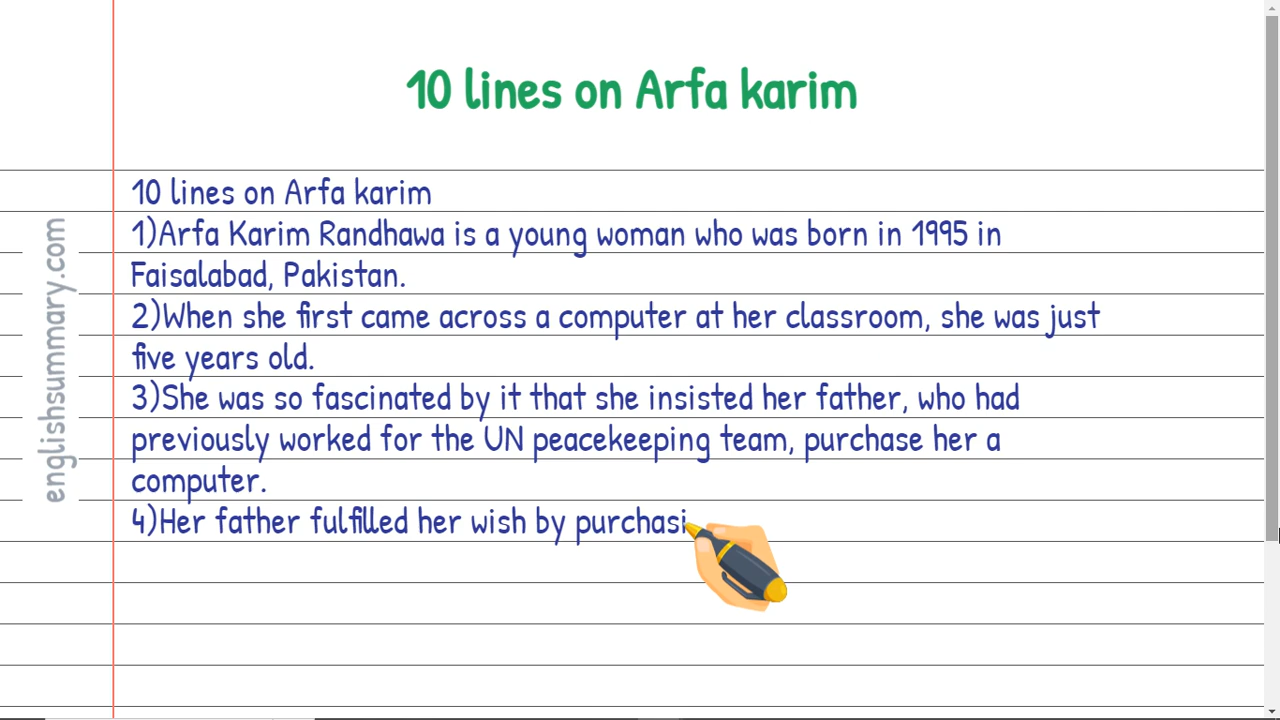 10 lines on Arfa karim
10 lines on Arfa karim
1)Arfa Karim Randhawa is a young woman who was born in 1995 in
Faisalabad, Pakistan.
2)When she first came across a computer at her classroom, she was just
five years old.
3)She was so fascinated by it that she insisted her father, who had
previously worked for the UN peacekeeping team, purchase her a
computer.
4)Her father fulfilled her wish by purchasi
englishsummary.com